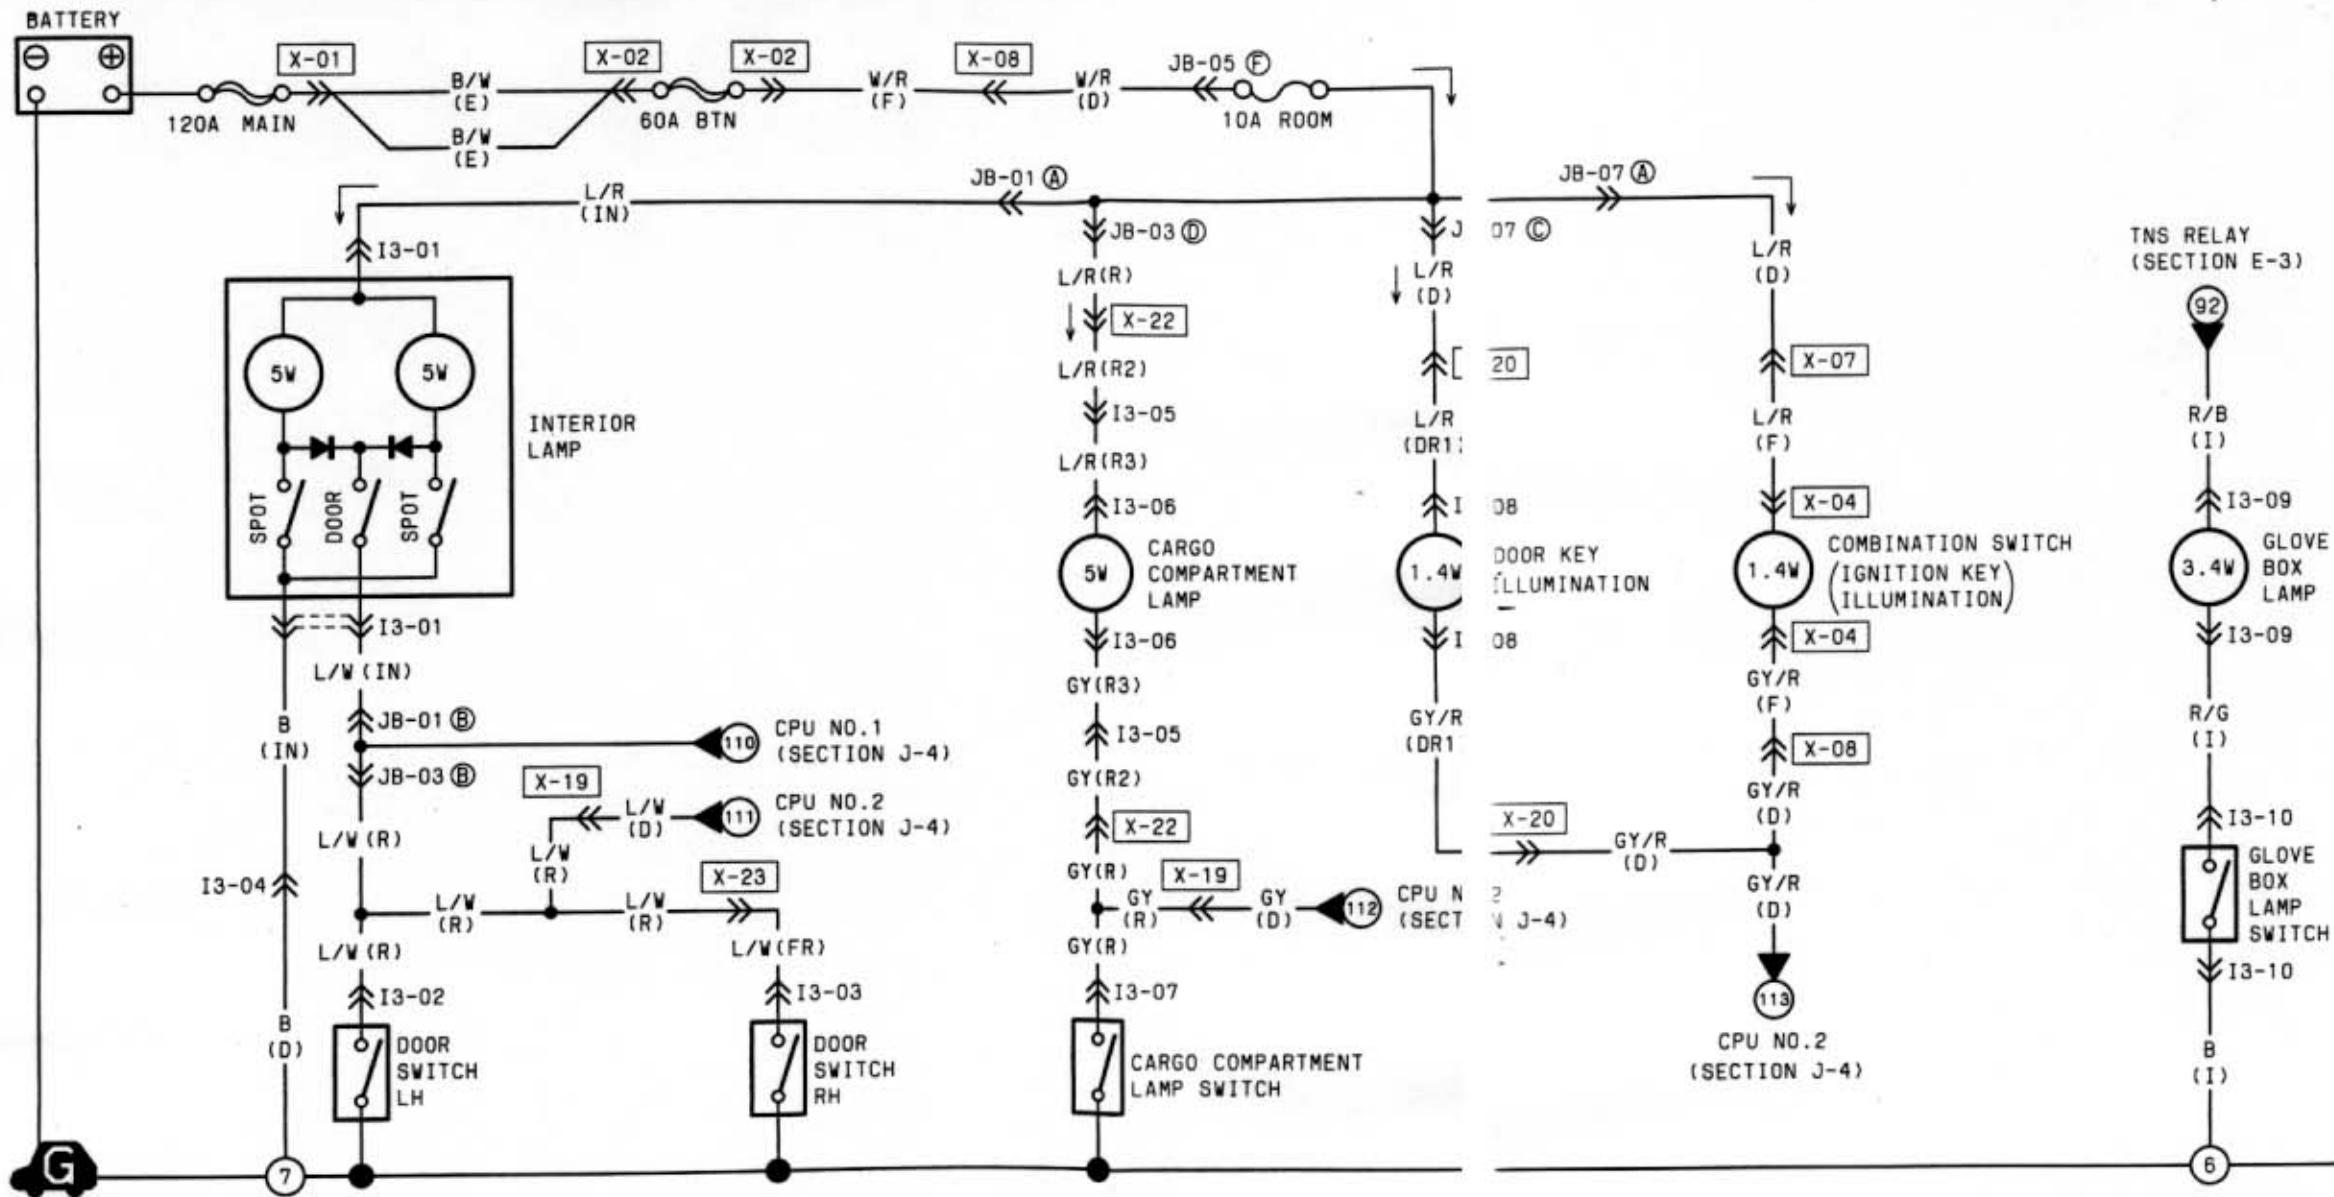 BATTERY
⊖ ⊕
X-01
X-02
X-02
X-08
JB-05 Ⓕ
B/W
(E)
W/R
(F)
W/R
(D)
120A MAIN
60A BTN
10A ROOM
B/W
(E)
JB-01 Ⓐ
JB-07 Ⓐ
L/R
(IN)
JB-03 Ⓓ
07 Ⓒ
I3-01
L/R(R)
L/R
(D)
L/R
(D)
TNS RELAY
(SECTION E-3)
92
X-22
5W
5W
L/R(R2)
20
X-07
INTERIOR
LAMP
I3-05
L/R
(DR1
L/R
(F)
R/B
(I)
L/R(R3)
SPOT
DOOR
SPOT
I3-06
08
X-04
I3-09
5W
CARGO
COMPARTMENT
LAMP
1.4W
DOOR KEY
ILLUMINATION
1.4W
COMBINATION SWITCH
(IGNITION KEY
ILLUMINATION)
3.4W
GLOVE
BOX
LAMP
I3-01
I3-06
08
X-04
I3-09
L/W(IN)
GY(R3)
GY/R
(F)
B
(IN)
JB-01 Ⓑ
110
CPU NO.1
(SECTION J-4)
I3-05
GY/R
(DR1
X-08
R/G
(I)
JB-03 Ⓑ
X-19
GY(R2)
L/W
(D)
111
CPU NO.2
(SECTION J-4)
X-22
X-20
GY/R
(D)
I3-10
L/W(R)
L/W
(R)
GY/R
(D)
I3-04
X-23
GY(R)
X-19
GLOVE
BOX
LAMP
SWITCH
L/W
(R)
L/W
(R)
GY
(R)
GY
(D)
112
CPU N
(SECT J-4)
GY/R
(D)
L/W(R)
L/W(FR)
GY(R)
I3-10
I3-02
I3-03
I3-07
113
B
(D)
DOOR
SWITCH
LH
DOOR
SWITCH
RH
CARGO COMPARTMENT
LAMP SWITCH
CPU NO.2
(SECTION J-4)
B
(I)
G
7
6